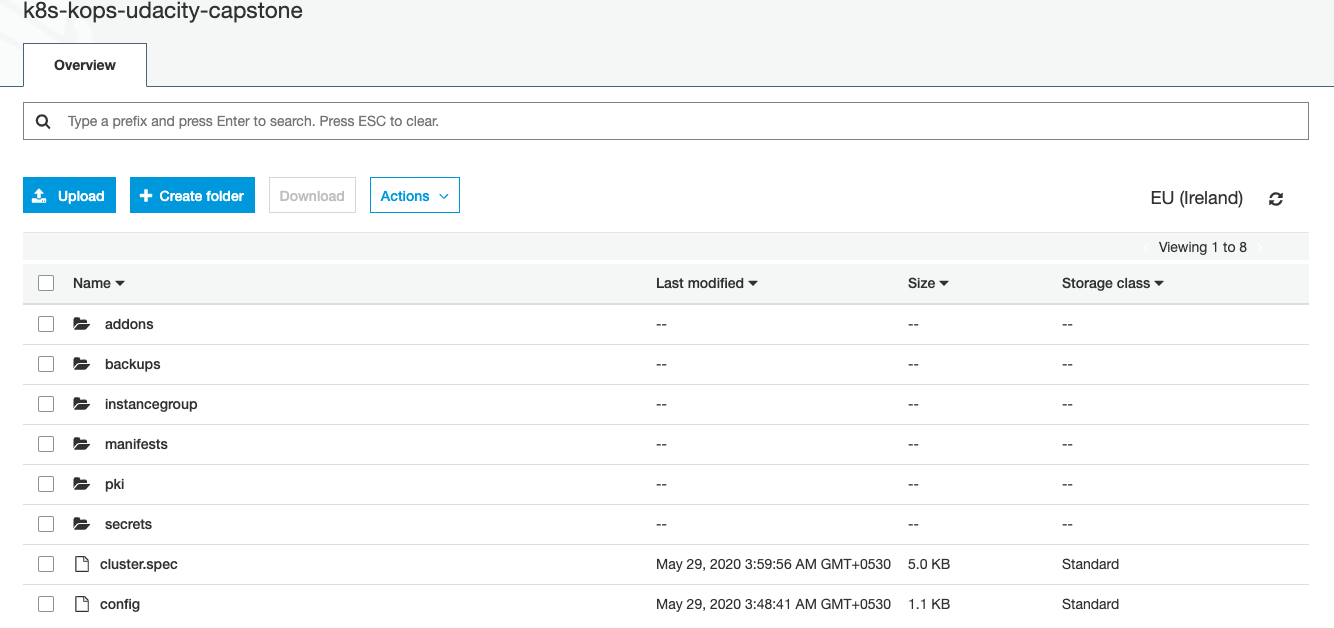 k8s-kops-udacity-capstone
Overview
Type a prefix and press Enter to search. Press ESC to clear.
Upload Create folder Download Actions EU (Ireland)
Viewing 1 to 8
Name Last modified Size Storage class
addons -- -- --
backups -- -- --
instancegroup -- -- --
manifests -- -- --
pki -- -- --
secrets -- -- --
cluster.spec May 29, 2020 3:59:56 AM GMT+0530 5.0 KB Standard
config May 29, 2020 3:48:41 AM GMT+0530 1.1 KB Standard